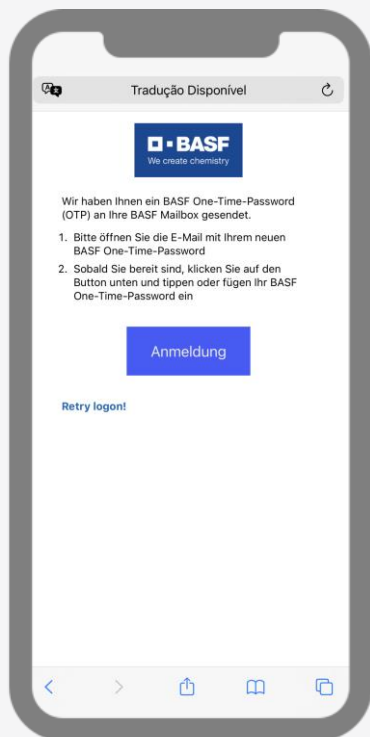 Tradução Disponível
BASF
We create chemistry
Wir haben Ihnen ein BASF One-Time-Password
(OTP) an Ihre BASF Mailbox gesendet.
1. Bitte öffnen Sie die E-Mail mit Ihrem neuen
BASF One-Time-Password
2. Sobald Sie bereit sind, klicken Sie auf den
Button unten und tippen oder fügen Ihr BASF
One-Time-Password ein
Anmeldung
Retry logon!